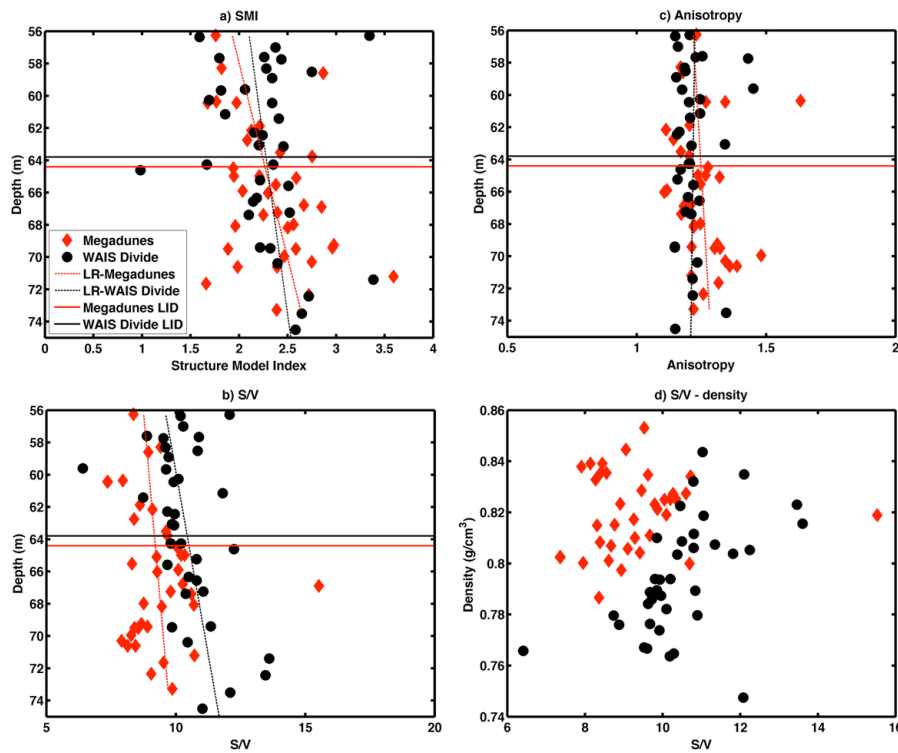 a) SMI
56
58
60
62
64
66
68
70
72
74
Depth (m)
Megadunes
WAIS Divide
LR-Megadunes
LR-WAIS Divide
Megadunes LID
WAIS Divide LID
0 0.5 1 1.5 2 2.5 3 3.5 4
Structure Model Index
c) Anisotropy
56
58
60
62
64
66
68
70
72
74
Depth (m)
0.5 1 1.5 2
Anisotropy
b) S/V
56
58
60
62
64
66
68
70
72
74
Depth (m)
5 10 15 20
S/V
d) S/V - density
0.86
0.84
0.82
0.8
0.78
0.76
0.74
Density (g/cm³)
6 8 10 12 14 16
S/V